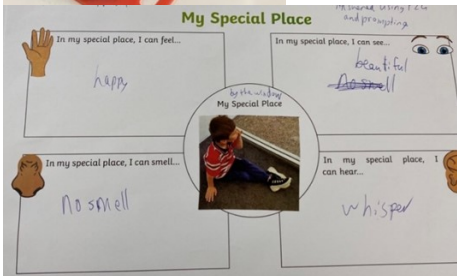 My Special Place
and prompting
In my special place, I can feel...
happy
In my special place, I can see...
beautiful
by the window
My Special Place
In my special place, I can smell...
no smell
In my special place, I
can hear...
whisper